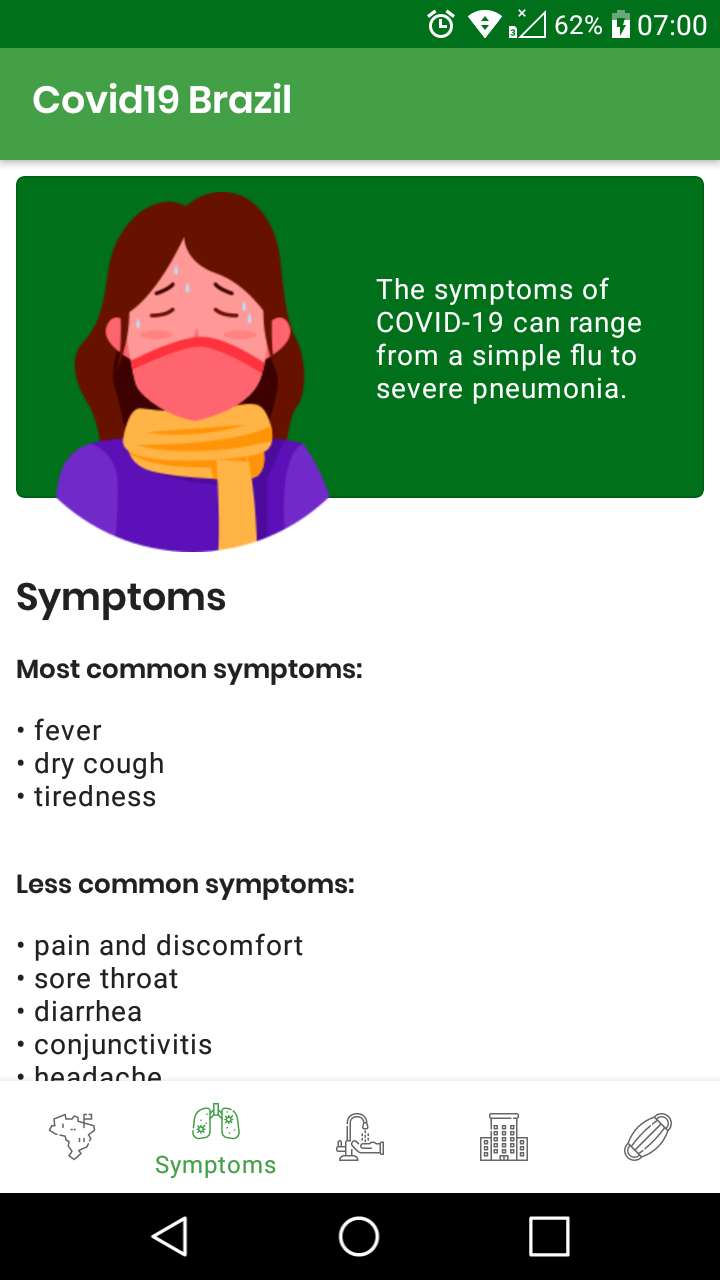 62% 07:00
Covid19 Brazil
The symptoms of
COVID-19 can range
from a simple flu to
severe pneumonia.
Symptoms
Most common symptoms:
• fever
• dry cough
• tiredness
Less common symptoms:
• pain and discomfort
• sore throat
• diarrhea
• conjunctivitis
• headache
Symptoms